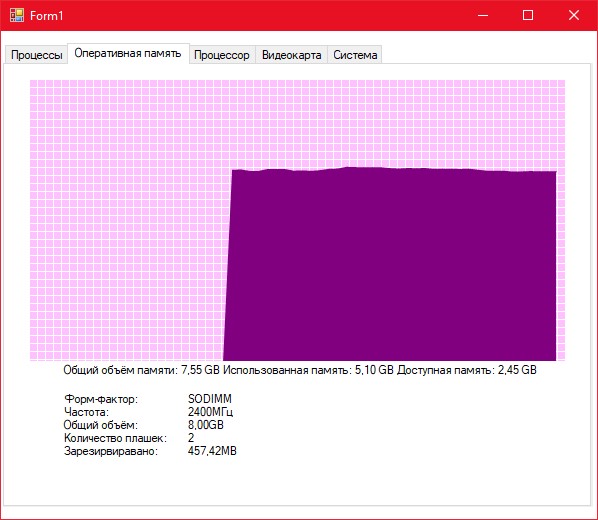 Form1
Процессы Оперативная память Процессор Видеокарта Система
Общий объём памяти: 7,55 GB Использованная память: 5,10 GB Доступная память: 2,45 GB
Форм-фактор: SODIMM
Частота: 2400МГц
Общий объём: 8,00GB
Количество плашек: 2
Зарезирвиравано: 457,42MB